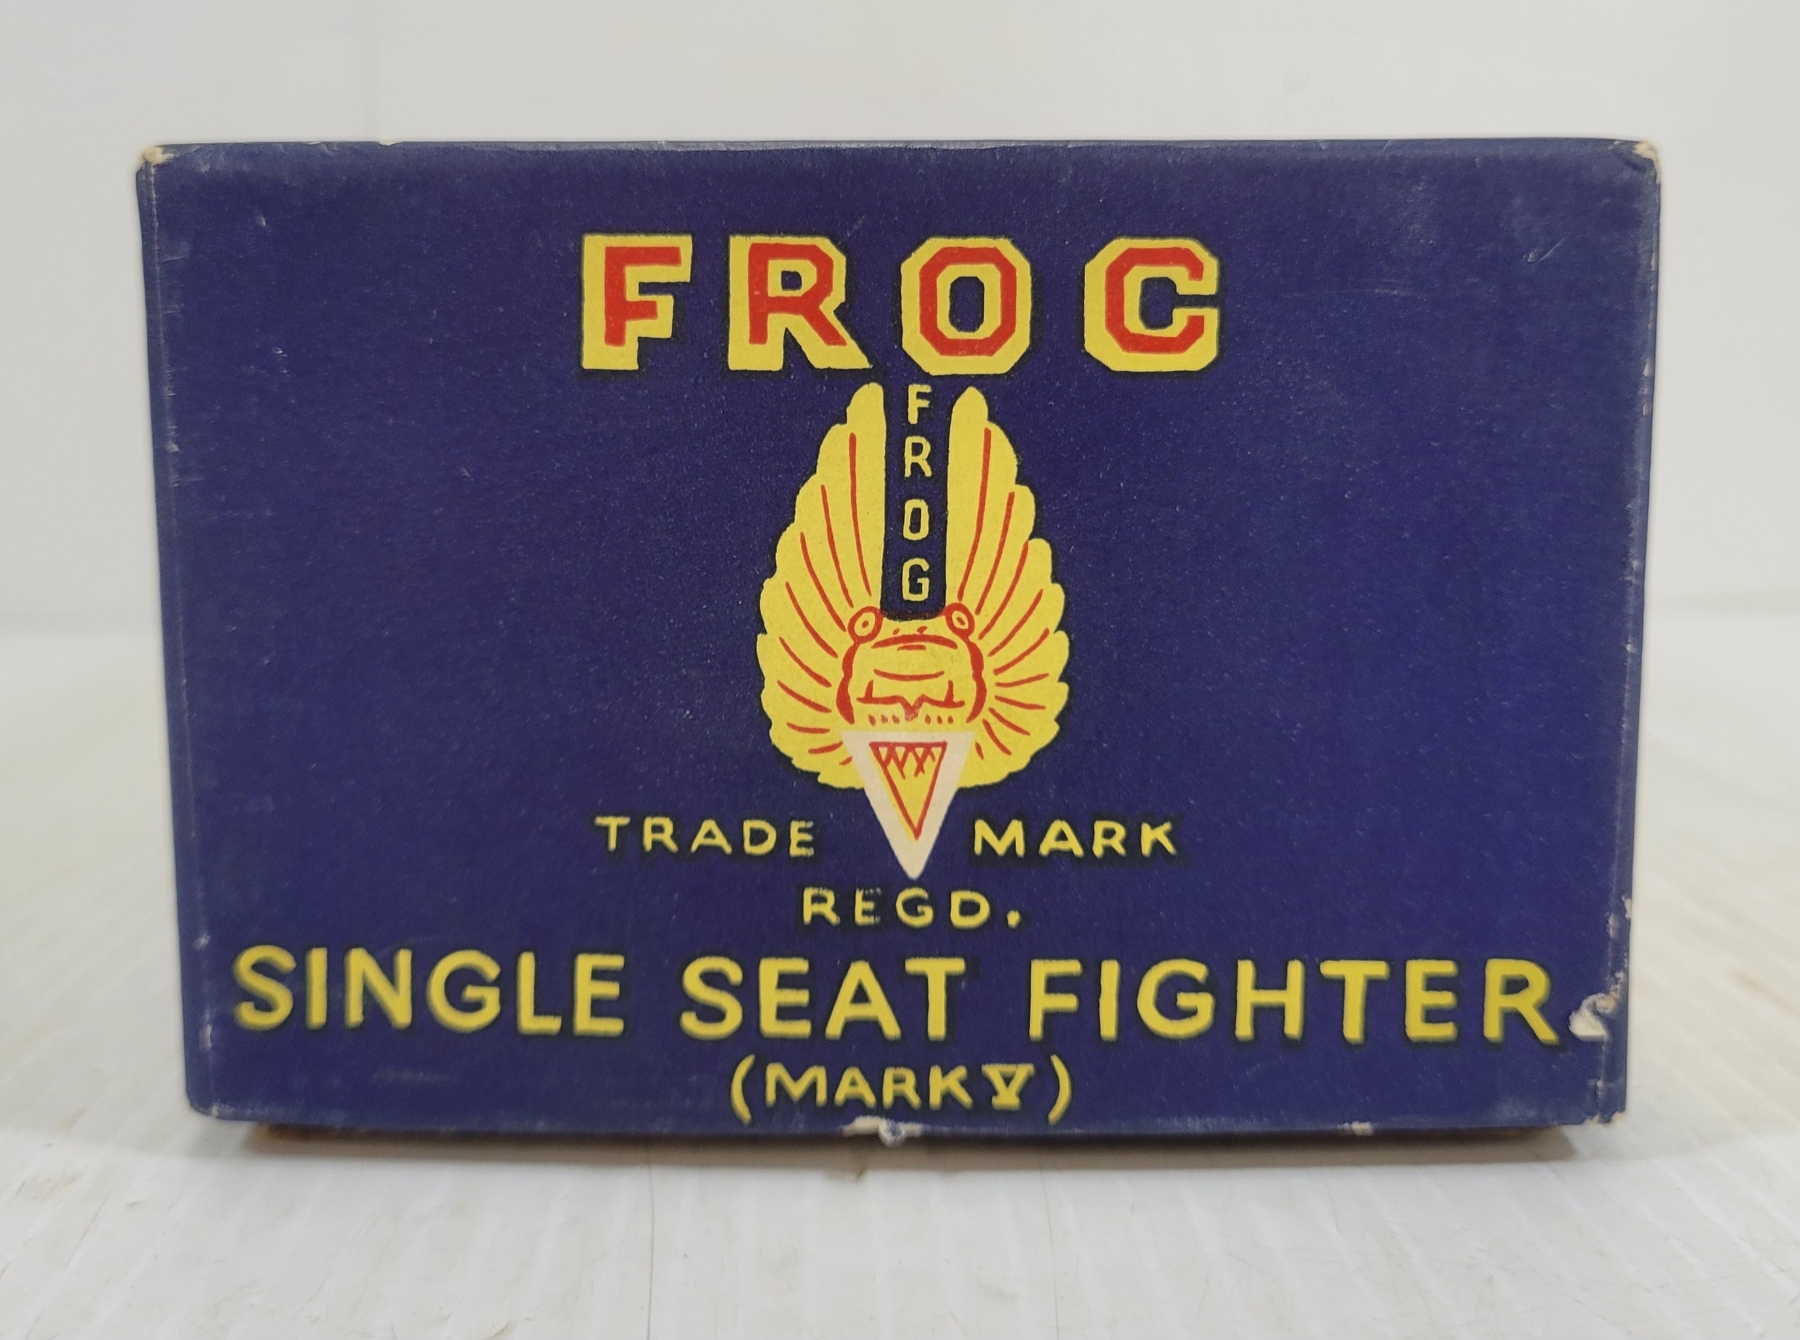 FROG
FROG
TRADE MARK
REGD.
SINGLE SEAT FIGHTER
(MARK V)